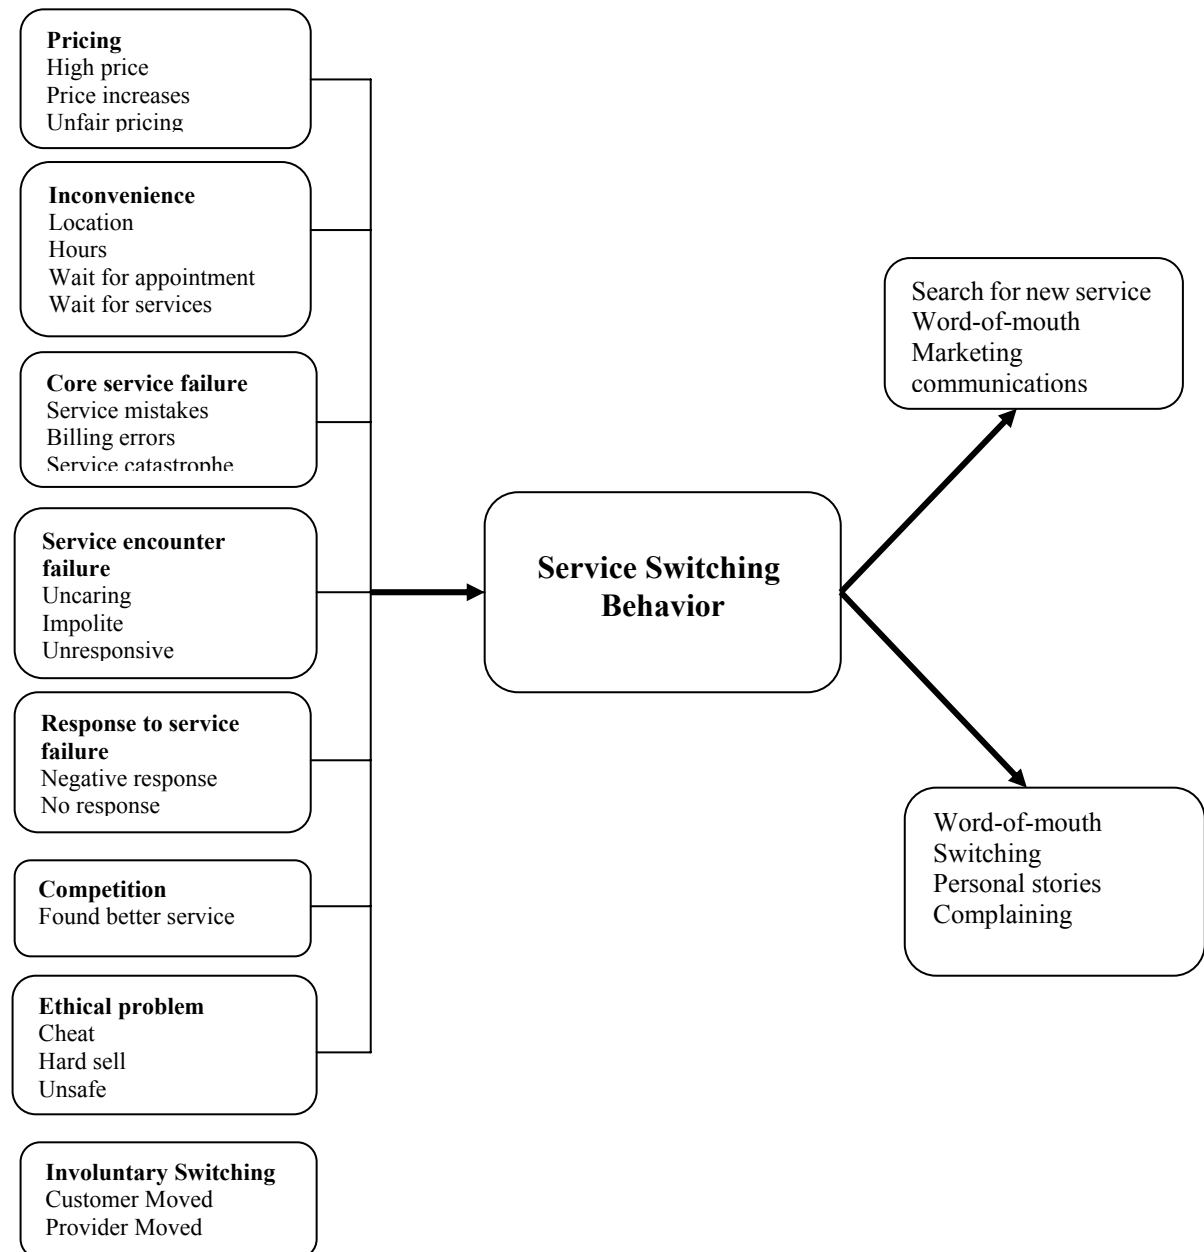 Pricing
High price
Price increases
Unfair pricing
Inconvenience
Location
Hours
Wait for appointment
Wait for services
Core service failure
Service mistakes
Billing errors
Service catastrophe
Service encounter
failure
Uncaring
Impolite
Unresponsive
Response to service
failure
Negative response
No response
Competition
Found better service
Ethical problem
Cheat
Hard sell
Unsafe
Involuntary Switching
Customer Moved
Provider Moved
Service Switching
Behavior
Search for new service
Word-of-mouth
Marketing
communications
Word-of-mouth
Switching
Personal stories
Complaining